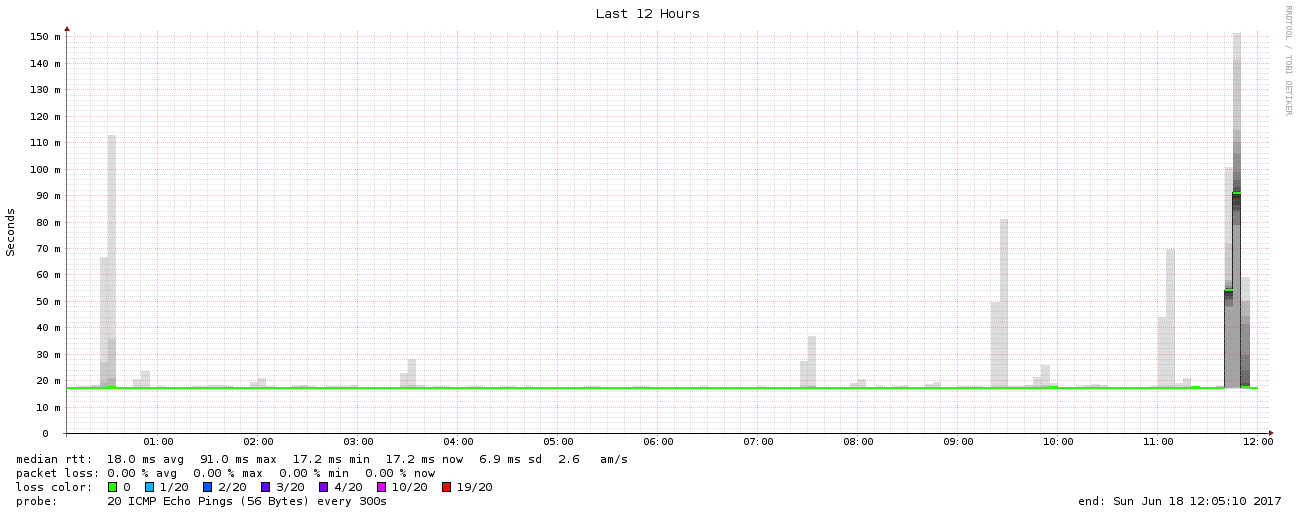 Last 12 Hours
RRDTOOL / TOBI OETIKER
Seconds
150 m
140 m
130 m
120 m
110 m
100 m
90 m
80 m
70 m
60 m
50 m
40 m
30 m
20 m
10 m
0
01:00 02:00 03:00 04:00 05:00 06:00 07:00 08:00 09:00 10:00 11:00 12:00
median rtt: 18.0 ms avg 91.0 ms max 17.2 ms min 17.2 ms now 6.9 ms sd 2.6 am/s
packet loss: 0.00 % avg 0.00 % max 0.00 % min 0.00 % now
loss color: 0 1/20 2/20 3/20 4/20 10/20 19/20
probe: 20 ICMP Echo Pings (56 Bytes) every 300s end: Sun Jun 18 12:05:10 2017